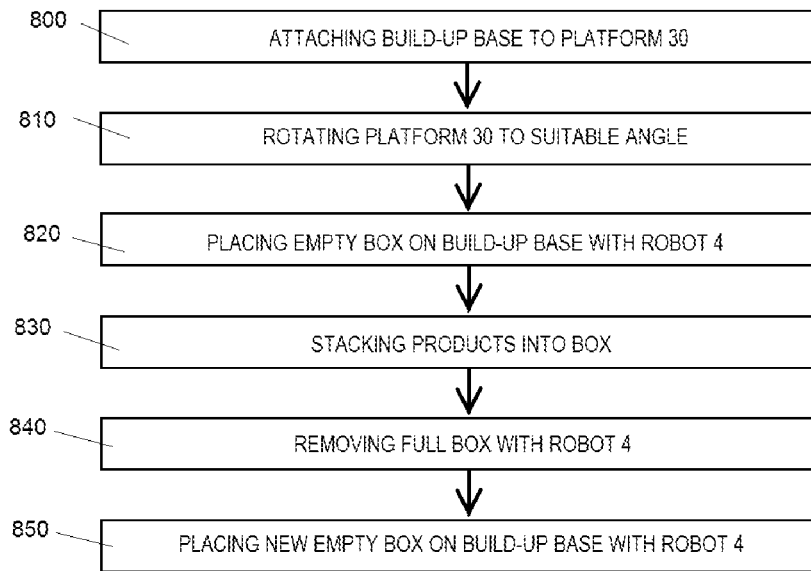 800
ATTACHING BUILD-UP BASE TO PLATFORM 30
810
ROTATING PLATFORM 30 TO SUITABLE ANGLE
820
PLACING EMPTY BOX ON BUILD-UP BASE WITH ROBOT 4
830
STACKING PRODUCTS INTO BOX
840
REMOVING FULL BOX WITH ROBOT 4
850
PLACING NEW EMPTY BOX ON BUILD-UP BASE WITH ROBOT 4